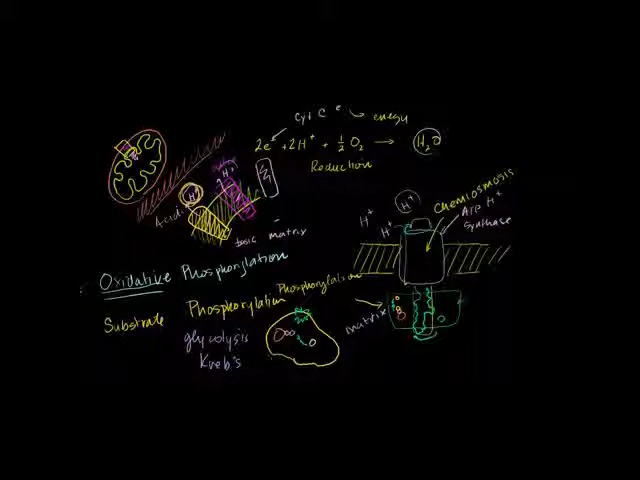 Cyt C e energy
2e⁻ + 2H⁺ + ½ O₂ → H₂O
Reduction
H⁺
H⁺
Acidic
basic matrix
Chemiosmosis
H⁺
H⁺
H⁺
ATP H⁺
Synthase
Oxidative Phosphorylation
Phosphorylation
Substrate Phosphorylation
matrix
glycolysis
Kreb's